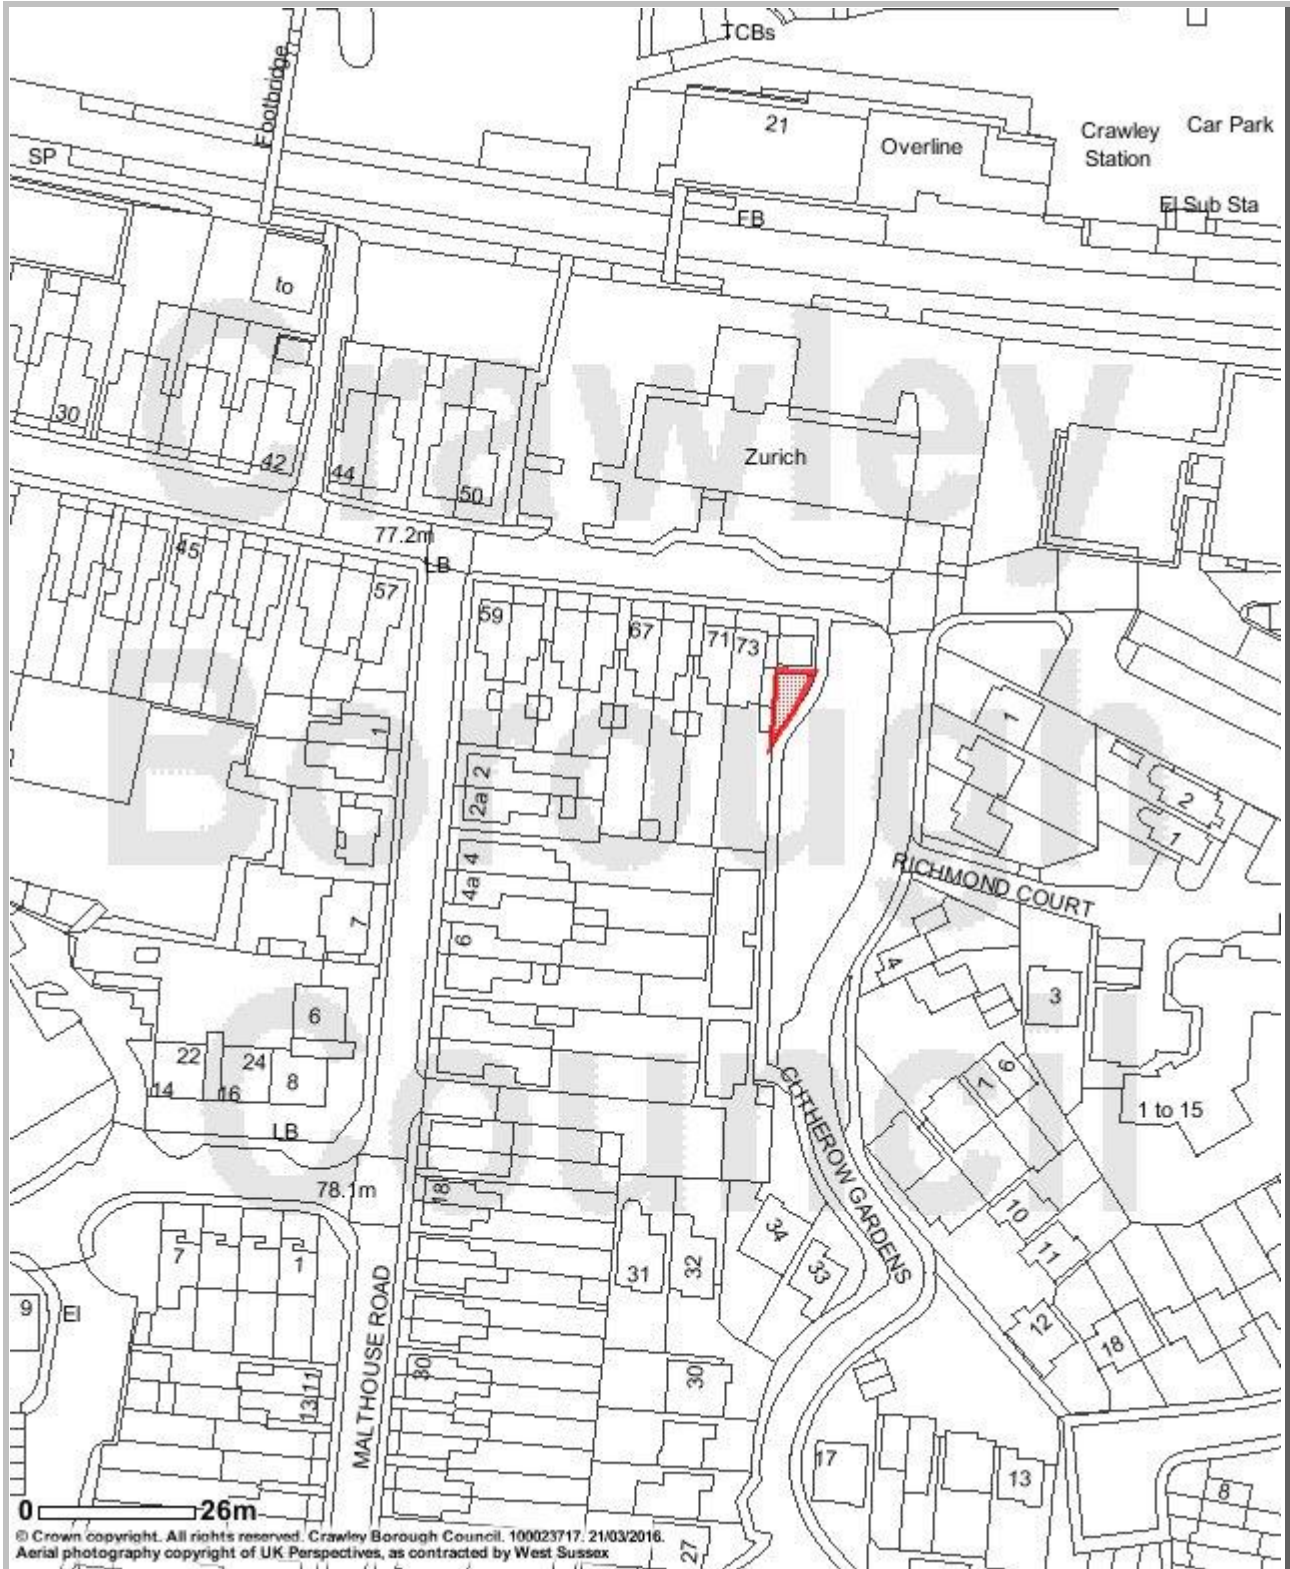 TCBs
Footbridge
21
Overline
Crawley
Station
Car Park
SP
El Sub Sta
FB
to
Crawley
30
42
44
50
Zurich
77.2m
LB
45
57
59
67
71
73
Borough
1
1
2
1
2
2a
4
4a
6
7
RICHMOND COURT
4
3
Council
6
22
24
8
14
16
LB
1 to 15
6
7
CLITHEROW GARDENS
78.1m
18
10
11
34
33
31
32
7
1
9
El
12
18
MALTHOUSE ROAD
30
30
11
13
17
13
8
27
0 26m
© Crown copyright. All rights reserved. Crawley Borough Council. 100023717. 21/03/2016.
Aerial photography copyright of UK Perspectives, as contracted by West Sussex